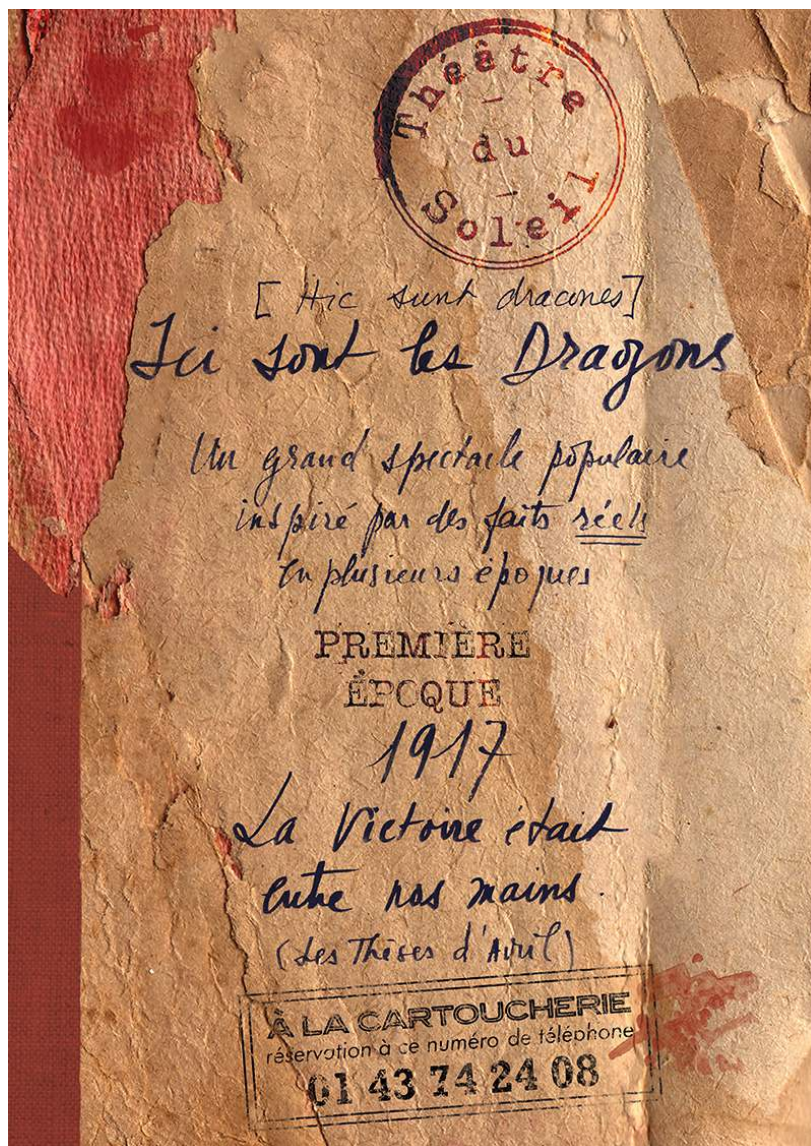 Théâtre
du
Soleil
[Hic sunt dracones]
Ici sont les Dragons
Un grand spectacle populaire
inspiré par des faits réels
en plusieurs époques
PREMIÈRE
ÉPOQUE
1917
La Victoire était
entre nos mains.
(Les Thèses d'Avril)
À LA CARTOUCHERIE
réservation à ce numéro de téléphone
01 43 74 24 08